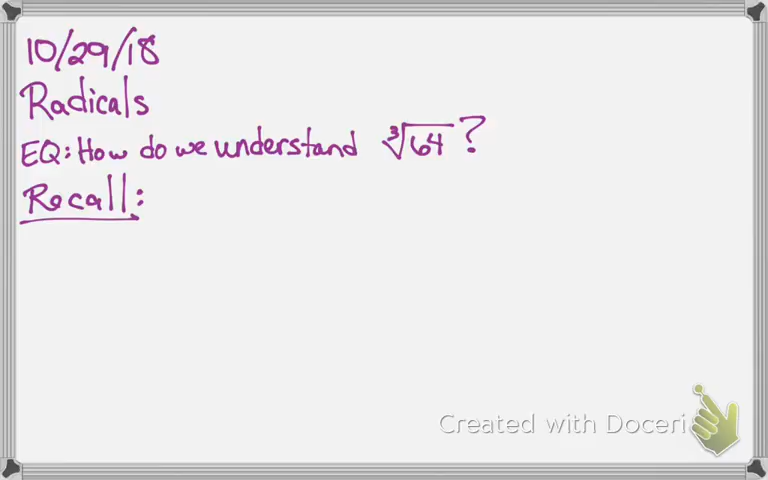 10/29/18
Radicals
EQ: How do we understand ∛64?
Recall:
Created with Doceri